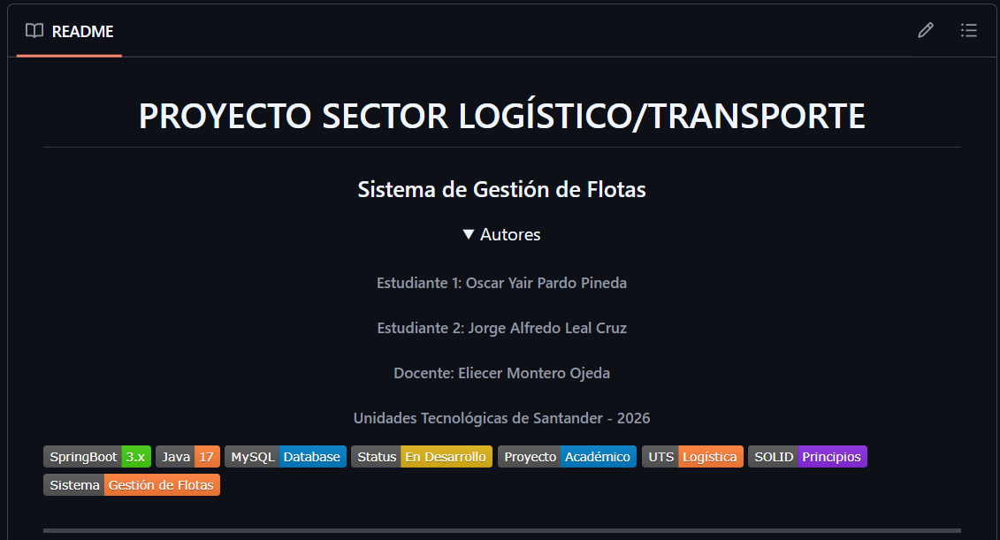 README
PROYECTO SECTOR LOGÍSTICO/TRANSPORTE
Sistema de Gestión de Flotas
▼ Autores
Estudiante 1: Oscar Yair Pardo Pineda
Estudiante 2: Jorge Alfredo Leal Cruz
Docente: Eliecer Montero Ojeda
Unidades Tecnológicas de Santander - 2026
SpringBoot 3.x Java 17 MySQL Database Status En Desarrollo Proyecto Académico UTS Logística SOLID Principios
Sistema Gestión de Flotas